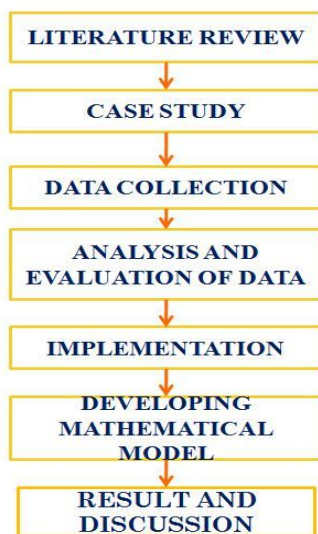 LITERATURE REVIEW
CASE STUDY
DATA COLLECTION
ANALYSIS AND
EVALUATION OF DATA
IMPLEMENTATION
DEVELOPING
MATHEMATICAL
MODEL
RESULT AND
DISCUSSION